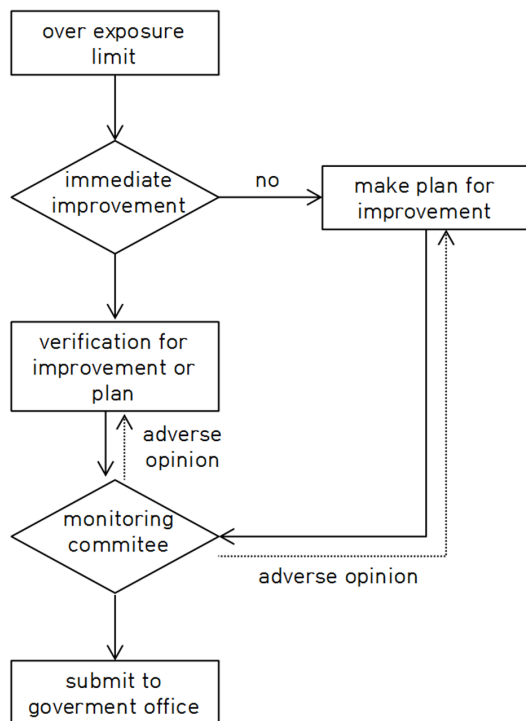 over exposure
limit
immediate
improvement
no
make plan for
improvement
verification for
improvement or
plan
adverse
opinion
monitoring
commitee
adverse opinion
submit to
goverment office